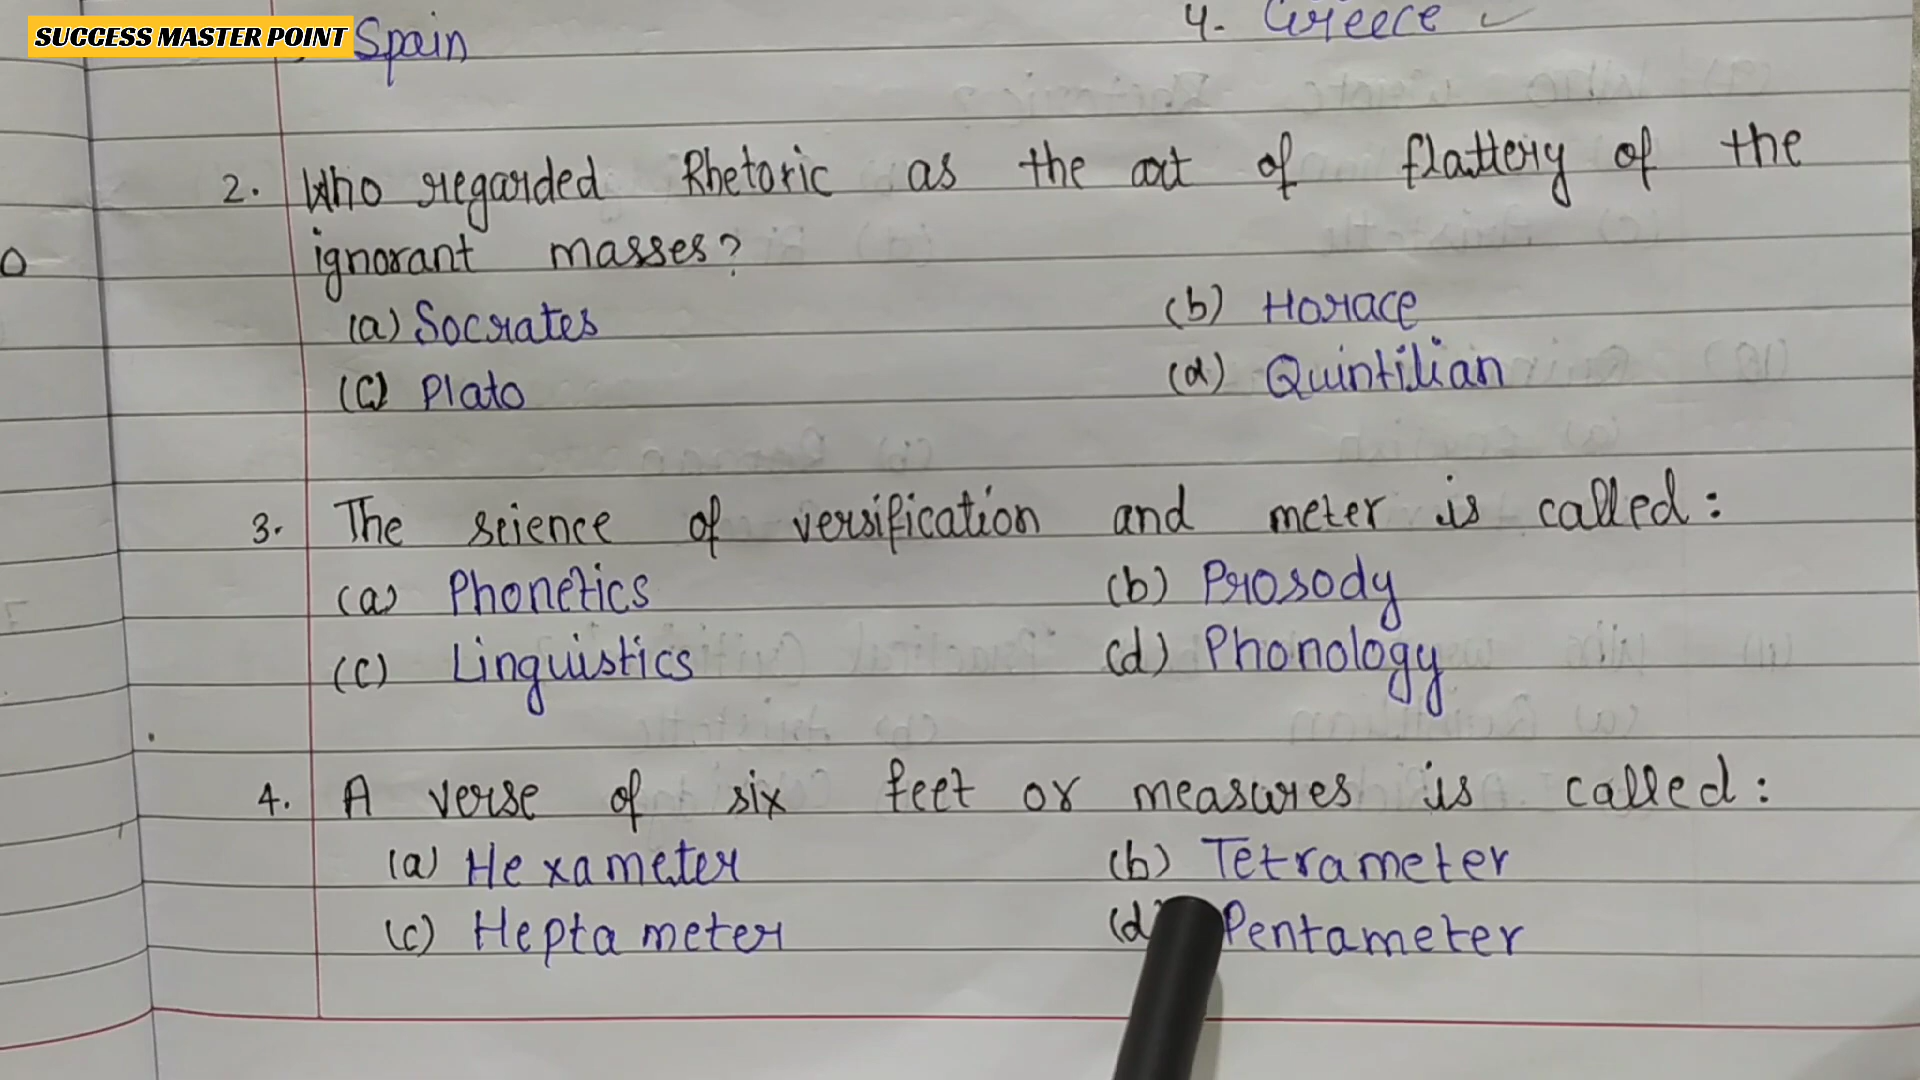 SUCCESS MASTER POINT
Spain
4. Greece ✓
2. Who regarded Rhetoric as the art of flattery of the
ignorant masses?
(a) Socrates
(b) Horace
(c) Plato
(d) Quintilian
3. The science of versification and meter is called:
(a) Phonetics
(b) Prosody
(c) Linguistics
(d) Phonology
4. A verse of six feet or measures is called:
(a) Hexameter
(b) Tetrameter
(c) Heptameter
(d) Pentameter